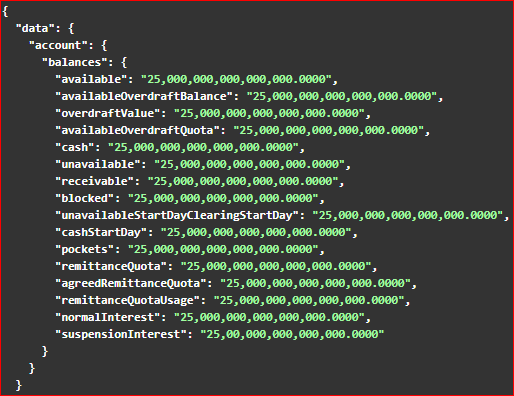 {
"data": {
"account": {
"balances": {
"available": "25,000,000,000,000,000.0000",
"availableOverdraftBalance": "25,000,000,000,000,000.0000",
"overdraftValue": "25,000,000,000,000,000.0000",
"availableOverdraftQuota": "25,000,000,000,000,000.0000",
"cash": "25,000,000,000,000,000.0000",
"unavailable": "25,000,000,000,000,000.0000",
"receivable": "25,000,000,000,000,000.0000",
"blocked": "25,000,000,000,000,000.0000",
"unavailableStartDayClearingStartDay": "25,000,000,000,000,000.0000",
"cashStartDay": "25,000,000,000,000,000.0000",
"pockets": "25,000,000,000,000,000.0000",
"remittanceQuota": "25,000,000,000,000,000.0000",
"agreedRemittanceQuota": "25,000,000,000,000,000.0000",
"remittanceQuotaUsage": "25,000,000,000,000,000.0000",
"normalInterest": "25,000,000,000,000,000.0000",
"suspensionInterest": "25,00,000,000,000,000.0000"
}
}
}